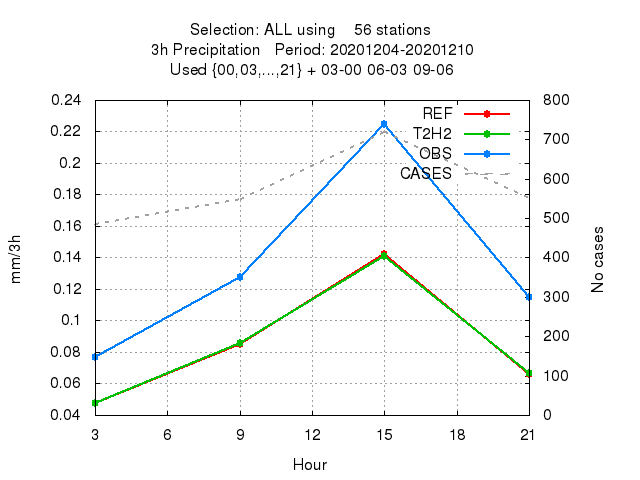 Selection: ALL using    56 stations
3h Precipitation   Period: 20201204-20201210
Used {00,03,...,21} + 03-00 06-03 09-06
0.24
0.22
0.2
0.18
0.16
0.14
0.12
0.1
0.08
0.06
0.04
mm/3h
800
700
600
500
400
300
200
100
0
No cases
REF
T2H2
OBS
CASES
3 6 9 12 15 18 21
Hour